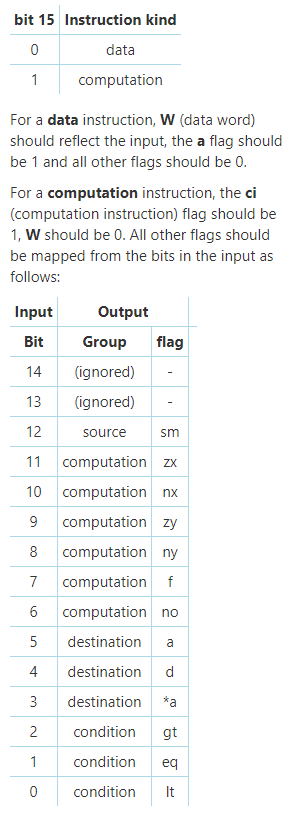 bit 15 Instruction kind
0 data
1 computation
For a data instruction, W (data word)
should reflect the input, the a flag should
be 1 and all other flags should be 0.
For a computation instruction, the ci
(computation instruction) flag should be
1, W should be 0. All other flags should
be mapped from the bits in the input as
follows:
Input Output
Bit Group flag
14 (ignored) -
13 (ignored) -
12 source sm
11 computation zx
10 computation nx
9 computation zy
8 computation ny
7 computation f
6 computation no
5 destination a
4 destination d
3 destination *a
2 condition gt
1 condition eq
0 condition lt